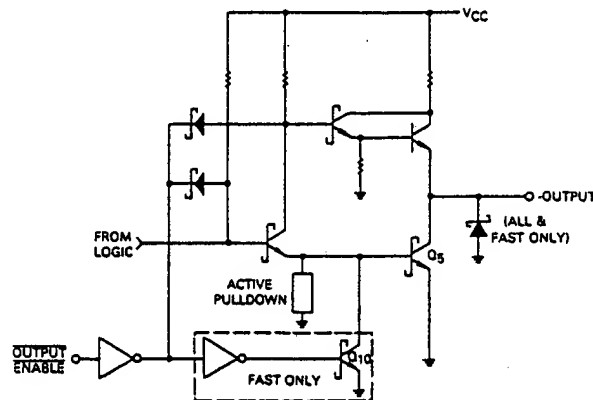 VCC
-OUTPUT
(ALL &
FAST ONLY)
FROM
LOGIC
Q5
ACTIVE
PULLDOWN
OUTPUT
ENABLE
Q10
FAST ONLY